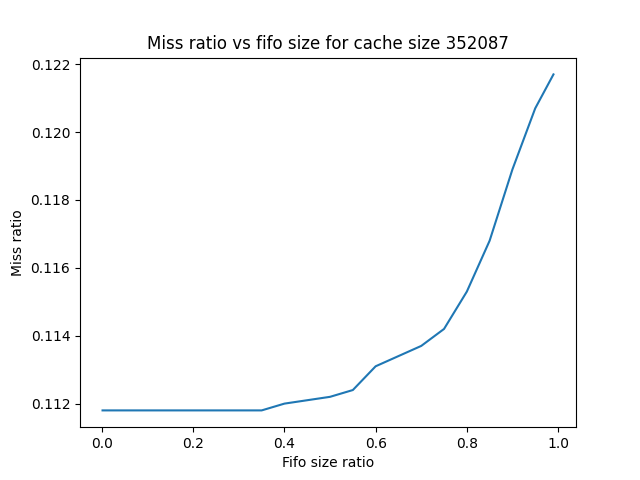 Miss ratio vs fifo size for cache size 352087
0.122
0.120
0.118
0.116
0.114
0.112
Miss ratio
0.0 0.2 0.4 0.6 0.8 1.0
Fifo size ratio